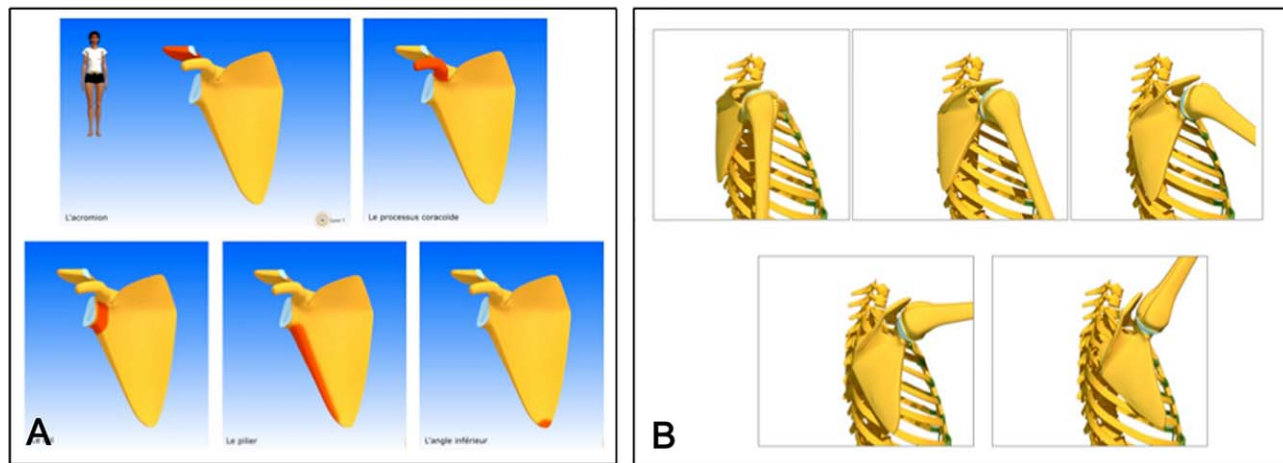 L'acromion
Le processus coracoïde
Le pilier
L'angle inférieur
A
B